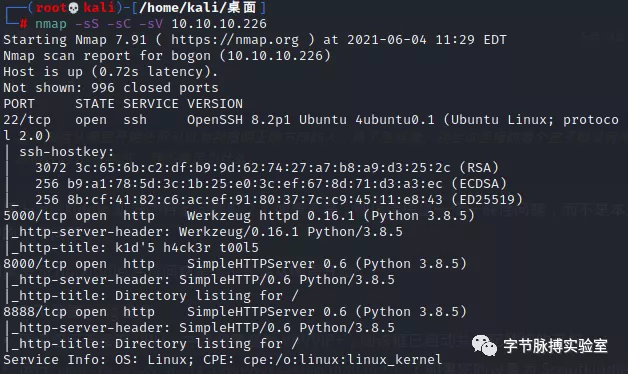 ┌──(root💀kali)-[/home/kali/桌面]
└─# nmap -sS -sC -sV 10.10.10.226
Starting Nmap 7.91 ( https://nmap.org ) at 2021-06-04 11:29 EDT
Nmap scan report for bogon (10.10.10.226)
Host is up (0.72s latency).
Not shown: 996 closed ports
PORT     STATE SERVICE VERSION
22/tcp   open  ssh     OpenSSH 8.2p1 Ubuntu 4ubuntu0.1 (Ubuntu Linux; protoco
l 2.0)
| ssh-hostkey:
|   3072 3c:65:6b:c2:df:b9:9d:62:74:27:a7:b8:a9:d3:25:2c (RSA)
|   256 b9:a1:78:5d:3c:1b:25:e0:3c:ef:67:8d:71:d3:a3:ec (ECDSA)
|_  256 8b:cf:41:82:c6:ac:ef:91:80:37:7c:c9:45:11:e8:43 (ED25519)
5000/tcp open  http    Werkzeug httpd 0.16.1 (Python 3.8.5)
|_http-server-header: Werkzeug/0.16.1 Python/3.8.5
|_http-title: k1d'5 h4ck3r t00l5
8000/tcp open  http    SimpleHTTPServer 0.6 (Python 3.8.5)
|_http-server-header: SimpleHTTP/0.6 Python/3.8.5
|_http-title: Directory listing for /
8888/tcp open  http    SimpleHTTPServer 0.6 (Python 3.8.5)
|_http-server-header: SimpleHTTP/0.6 Python/3.8.5
|_http-title: Directory listing for /
Service Info: OS: Linux; CPE: cpe:/o:linux:linux_kernel
字节脉搏实验室